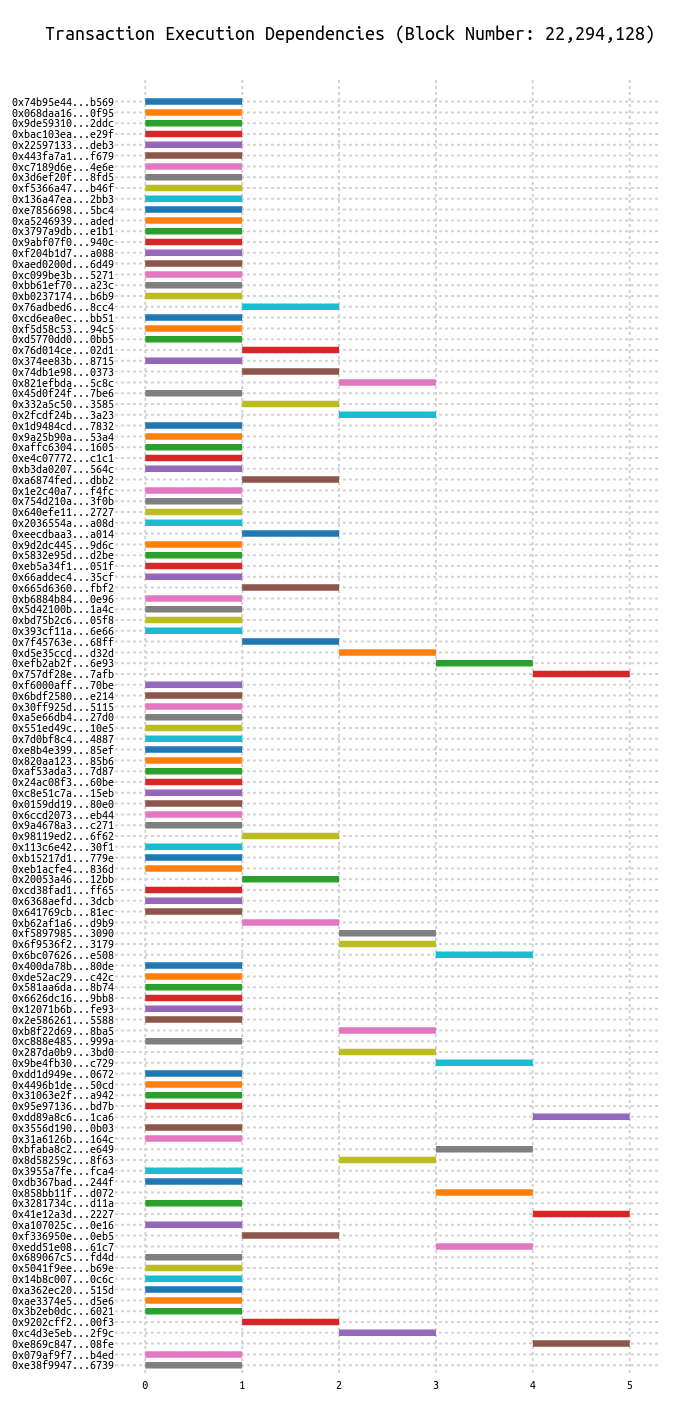 Transaction Execution Dependencies (Block Number: 22,294,128)
0x74b95e44...b569
0x068daa16...0f95
0x9de59310...2ddc
0xbac103ea...e29f
0x22597133...deb3
0x443fa7a1...f679
0xc7189d6e...4e6e
0x3d6ef20f...8fd5
0xf5366a47...b46f
0x136a47ea...2bb3
0xe7856698...5bc4
0xa5246939...aded
0x3797a9db...e1b1
0x9abf07f0...940c
0xf204b1d7...a088
0xaed0200d...6d49
0xc099be3b...5271
0xbb61ef70...a23c
0xb0237174...b6b9
0x76adbed6...8cc4
0xcd6ea0ec...bb51
0xf5d58c53...94c5
0xd5770dd0...0bb5
0x76d014ce...02d1
0x374ee83b...8715
0x74db1e98...0373
0x821efbda...5c8c
0x45d0f24f...7be6
0x332a5c50...3585
0x2fcdf24b...3a23
0x1d9484cd...7832
0x9a25b90a...53a4
0xaffc6304...1605
0xe4c07772...c1c1
0xb3da0207...564c
0xa6874fed...dbb2
0x1e2c40a7...f4fc
0x754d210a...3f0b
0x640efe11...2727
0x2036554a...a08d
0xeecdbaa3...a014
0x9d2dc445...9d6c
0x5832e95d...d2be
0xeb5a34f1...051f
0x66addec4...35cf
0x665d6360...fbf2
0xb6884b84...0e96
0x5d42100b...1a4c
0xbd75b2c6...05f8
0x393cf11a...6e66
0x7f45763e...68ff
0xd5e35ccd...d32d
0xefb2ab2f...6e93
0x757df28e...7afb
0xf6000aff...70be
0x6bdf2580...e214
0x30ff925d...5115
0xa5e66db4...27d0
0x551ed49c...10e5
0x7d0bf8c4...4887
0xe8b4e399...85ef
0x820aa123...85b6
0xaf53ada3...7d87
0x24ac08f3...60be
0xc8e51c7a...15eb
0x0159dd19...80e0
0x6ccd2073...eb44
0x9a4678a3...c271
0x98119ed2...6f62
0x113c6e42...30f1
0xb15217d1...779e
0xeb1acfe4...836d
0x20053a46...12bb
0xcd38fad1...ff65
0x6368aefd...3dcb
0x641769cb...81ec
0xb62af1a6...d9b9
0xf5897985...3090
0x6f9536f2...3179
0x6bc07626...e508
0x400da78b...80de
0xde52ac29...c42c
0x581aa6da...8b74
0x6626dc16...9bb8
0x12071b6b...fe93
0x2e586261...5588
0xb8f22d69...8ba5
0xc888e485...999a
0x287da0b9...3bd0
0x9be4fb30...c729
0xdd1d949e...0672
0x4496b1de...50cd
0x31063e2f...a942
0x95e97136...bd7b
0xdd89a8c6...1ca6
0x3556d190...0b03
0x31a6126b...164c
0xbfaba8c2...e649
0x8d58259c...8f63
0x3955a7fe...fca4
0xdb367bad...244f
0x858bb11f...d072
0x3281734c...d11a
0x41e12a3d...2227
0xa107025c...0e16
0xf336950e...0eb5
0xedd51e08...61c7
0x689067c5...fd4d
0x5041f9ee...b69e
0x14b8c007...0c6c
0xa362ec20...515d
0xae3374e5...d5e6
0x3b2eb0dc...6021
0x9202cff2...00f3
0xc4d3e5eb...2f9c
0xe869c847...08fe
0x079af9f7...b4ed
0xe38f9947...6739
0 1 2 3 4 5